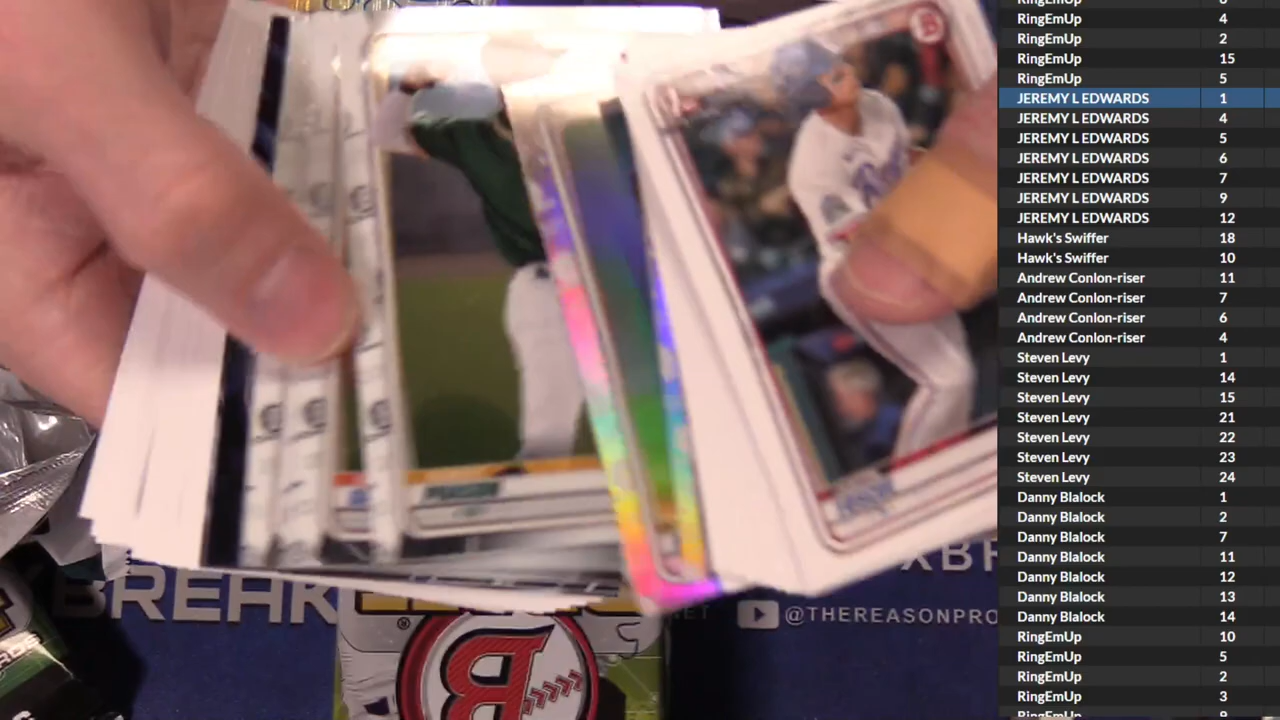 RingEmUp 4
RingEmUp 2
RingEmUp 15
RingEmUp 5
JEREMY L EDWARDS 1
JEREMY L EDWARDS 4
JEREMY L EDWARDS 5
JEREMY L EDWARDS 6
JEREMY L EDWARDS 7
JEREMY L EDWARDS 9
JEREMY L EDWARDS 12
Hawk's Swiffer 18
Hawk's Swiffer 10
Andrew Conlon-riser 11
Andrew Conlon-riser 7
Andrew Conlon-riser 6
Andrew Conlon-riser 4
Steven Levy 1
Steven Levy 14
Steven Levy 15
Steven Levy 21
Steven Levy 22
Steven Levy 23
Steven Levy 24
Danny Blalock 1
Danny Blalock 2
Danny Blalock 7
Danny Blalock 11
Danny Blalock 12
Danny Blalock 13
Danny Blalock 14
RingEmUp 10
RingEmUp 5
RingEmUp 2
RingEmUp 3
BREAK
XBR
@THEREASONPRO
B